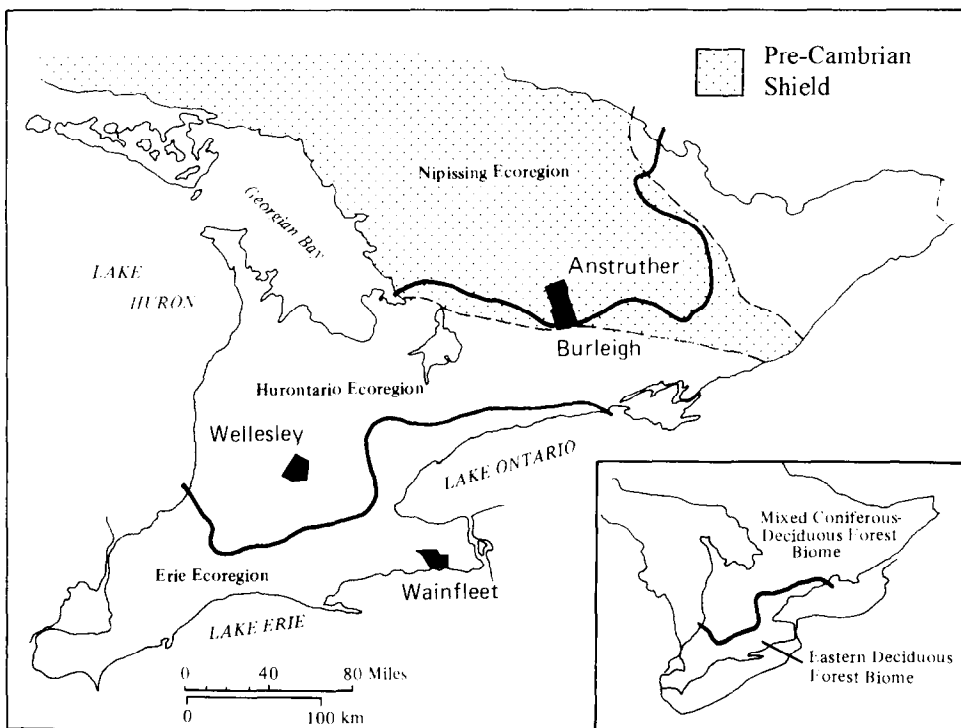 Pre-Cambrian
Shield
Nipissing Ecoregion
Georgian Bay
LAKE
HURON
Anstruther
Burleigh
Hurontario Ecoregion
Wellesley
LAKE ONTARIO
Erie Ecoregion
Wainfleet
LAKE ERIE
0 40 80 Miles
0 100 km
Mixed Coniferous-
Deciduous Forest
Biome
Eastern Deciduous
Forest Biome